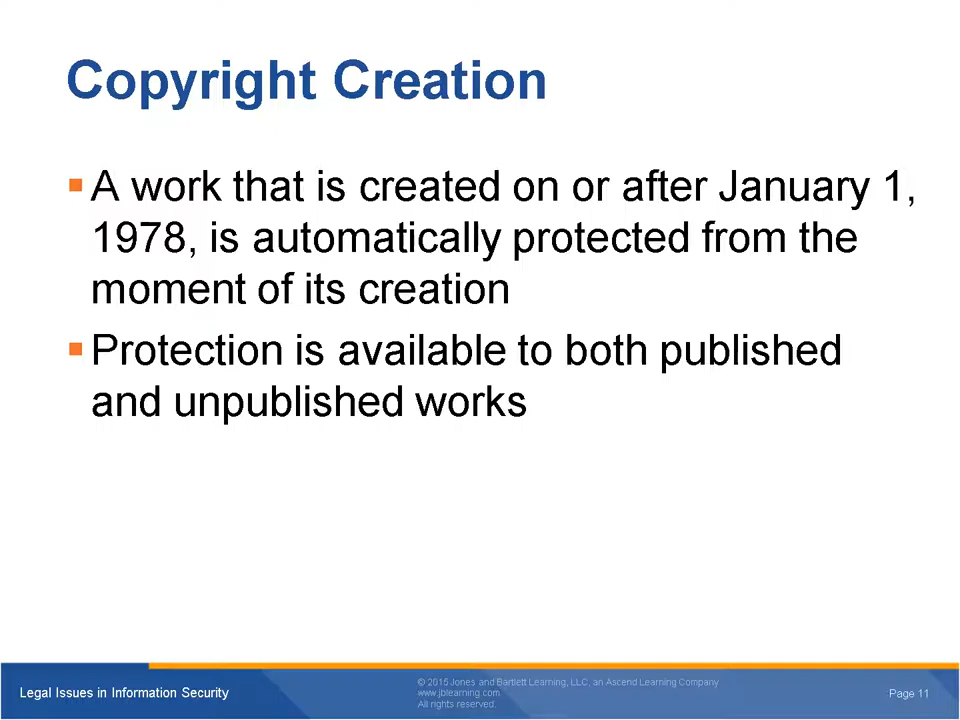 Copyright Creation
A work that is created on or after January 1,
1978, is automatically protected from the
moment of its creation
Protection is available to both published
and unpublished works
Legal Issues in Information Security
© 2015 Jones and Bartlett Learning, LLC, an Ascend Learning Company
www.jblearning.com
All rights reserved.
Page 11